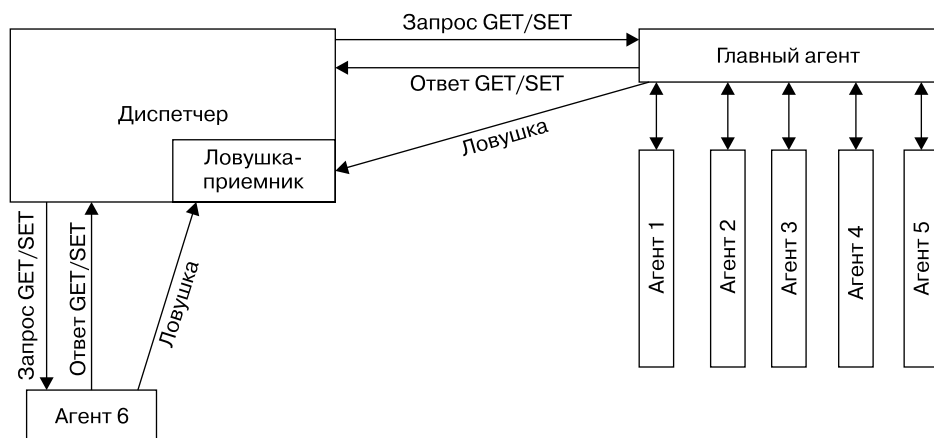 Запрос GET/SET
Главный агент
Ответ GET/SET
Диспетчер
Ловушка
Ловушка-
приемник
Запрос GET/SET
Ответ GET/SET
Ловушка
Агент 1
Агент 2
Агент 3
Агент 4
Агент 5
Агент 6